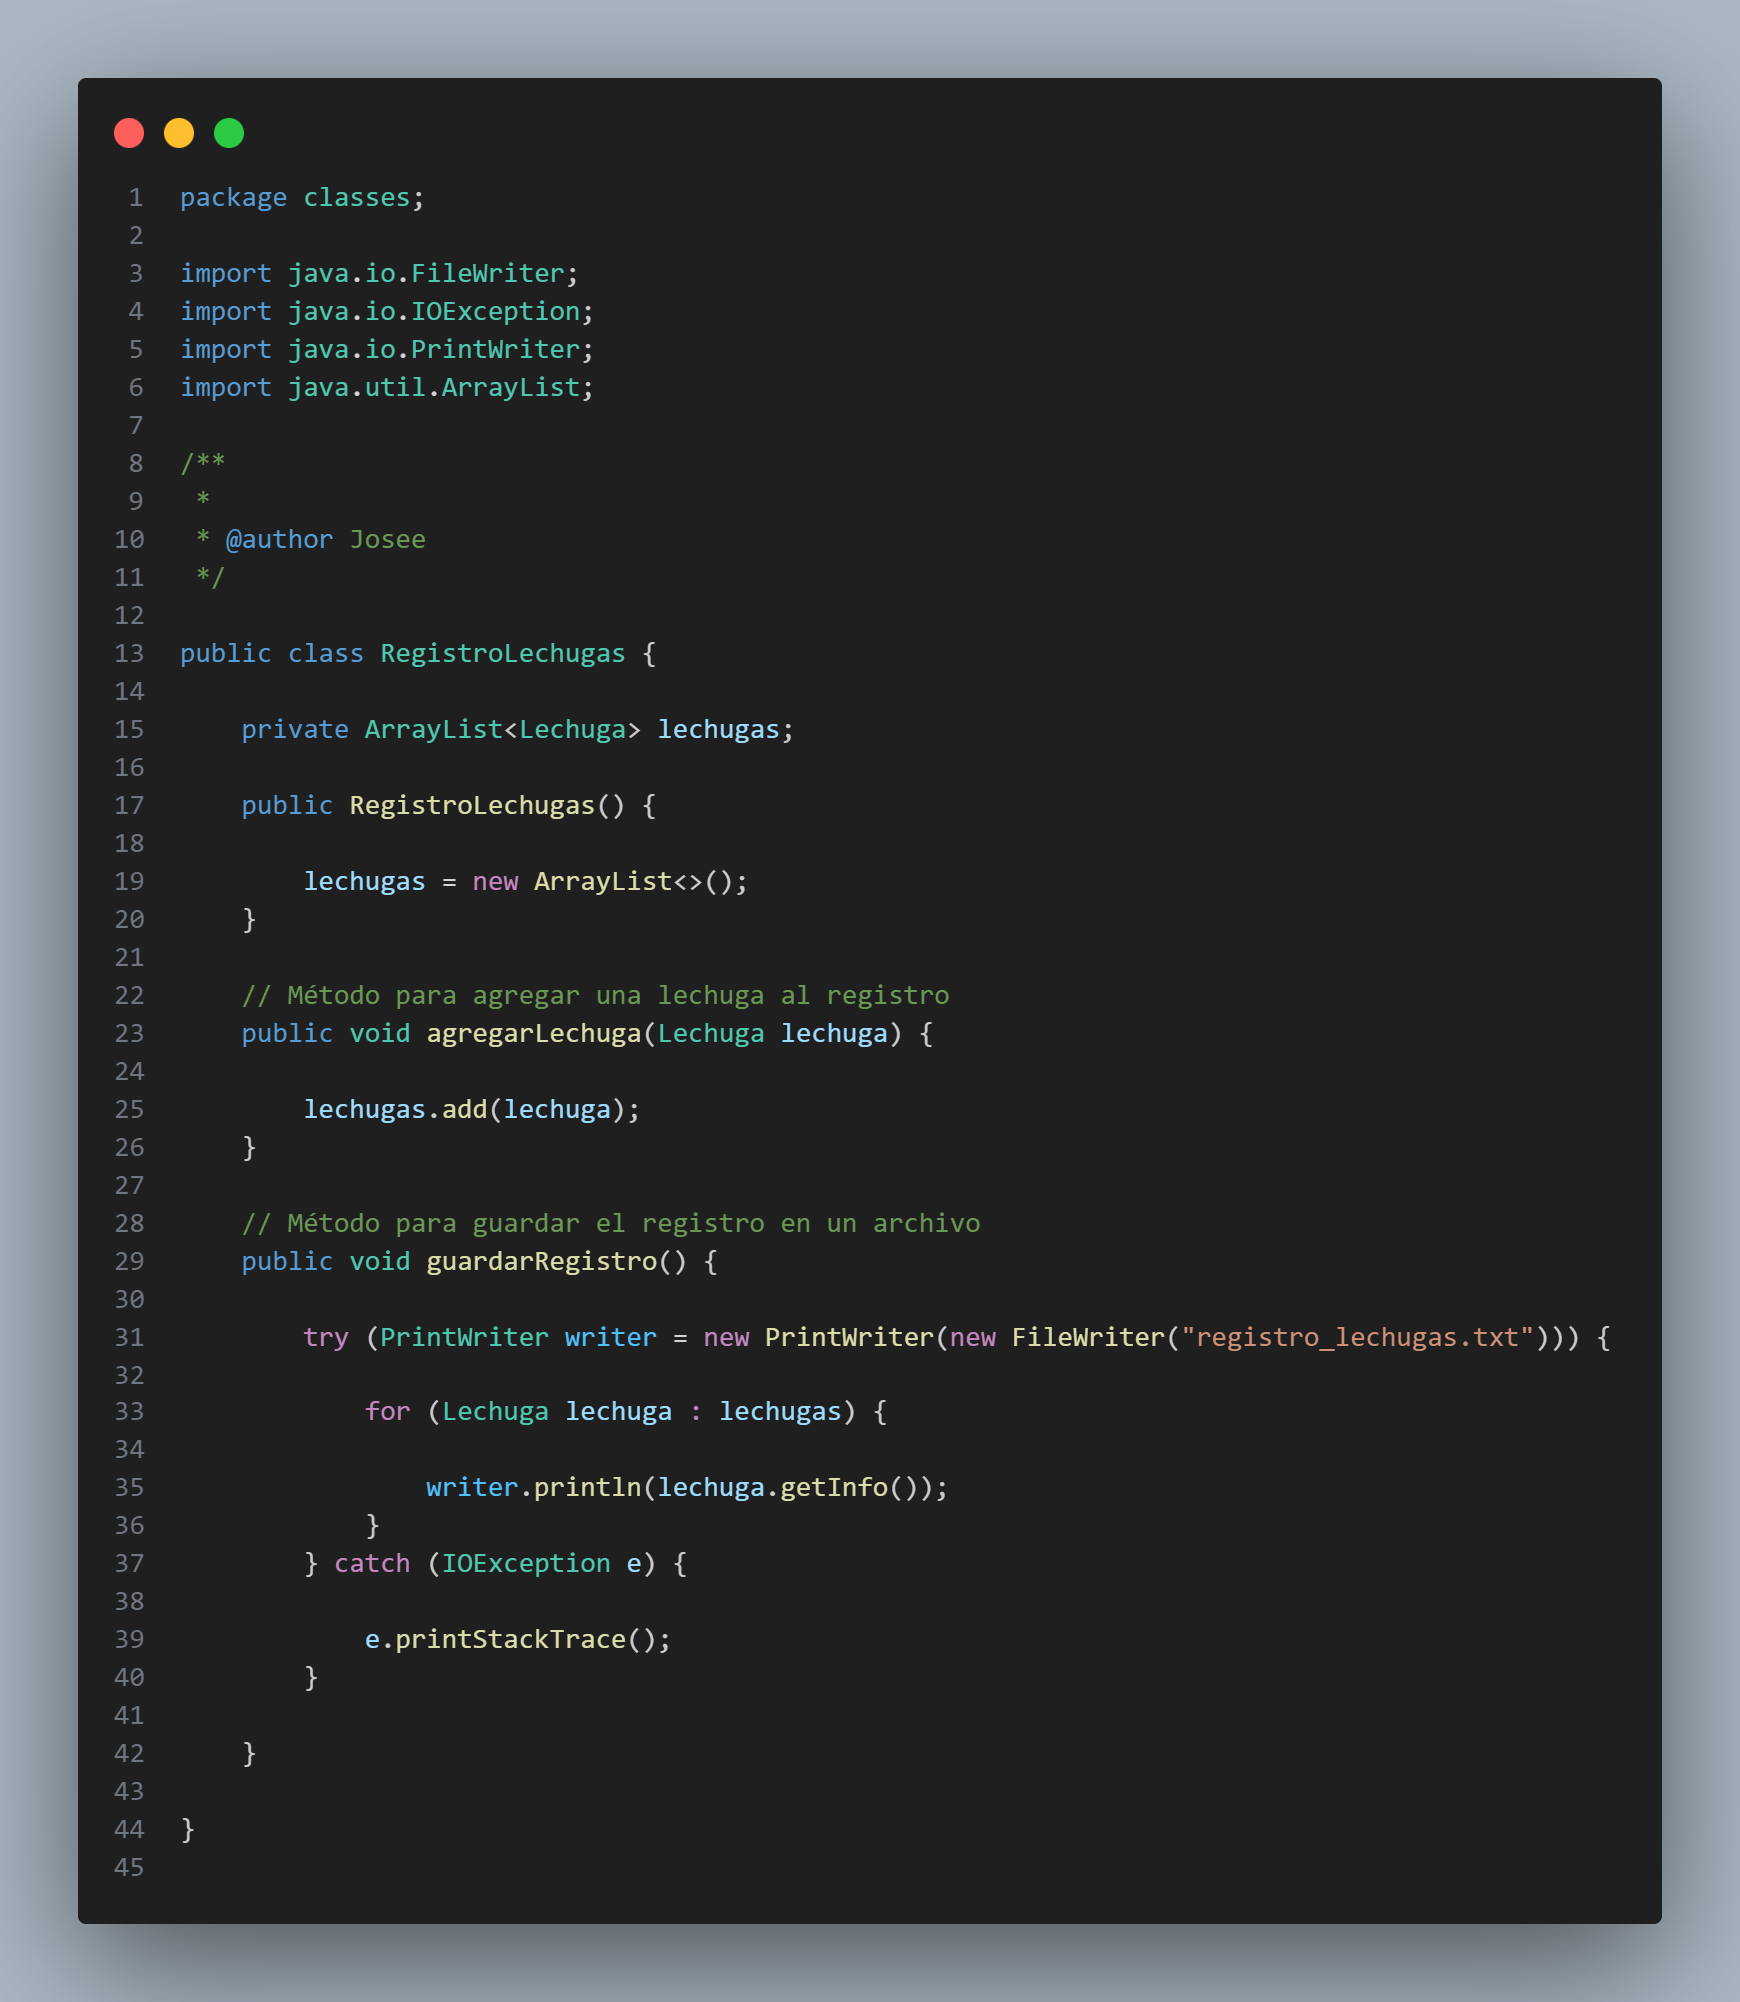 1 package classes;
2
3 import java.io.FileWriter;
4 import java.io.IOException;
5 import java.io.PrintWriter;
6 import java.util.ArrayList;
7
8 /**
9  *
10  * @author Josee
11  */
12
13 public class RegistroLechugas {
14
15     private ArrayList<Lechuga> lechugas;
16
17     public RegistroLechugas() {
18
19         lechugas = new ArrayList<>();
20     }
21
22     // Método para agregar una lechuga al registro
23     public void agregarLechuga(Lechuga lechuga) {
24
25         lechugas.add(lechuga);
26     }
27
28     // Método para guardar el registro en un archivo
29     public void guardarRegistro() {
30
31         try (PrintWriter writer = new PrintWriter(new FileWriter("registro_lechugas.txt"))) {
32
33             for (Lechuga lechuga : lechugas) {
34
35                 writer.println(lechuga.getInfo());
36             }
37         } catch (IOException e) {
38
39             e.printStackTrace();
40         }
41
42     }
43
44 }
45